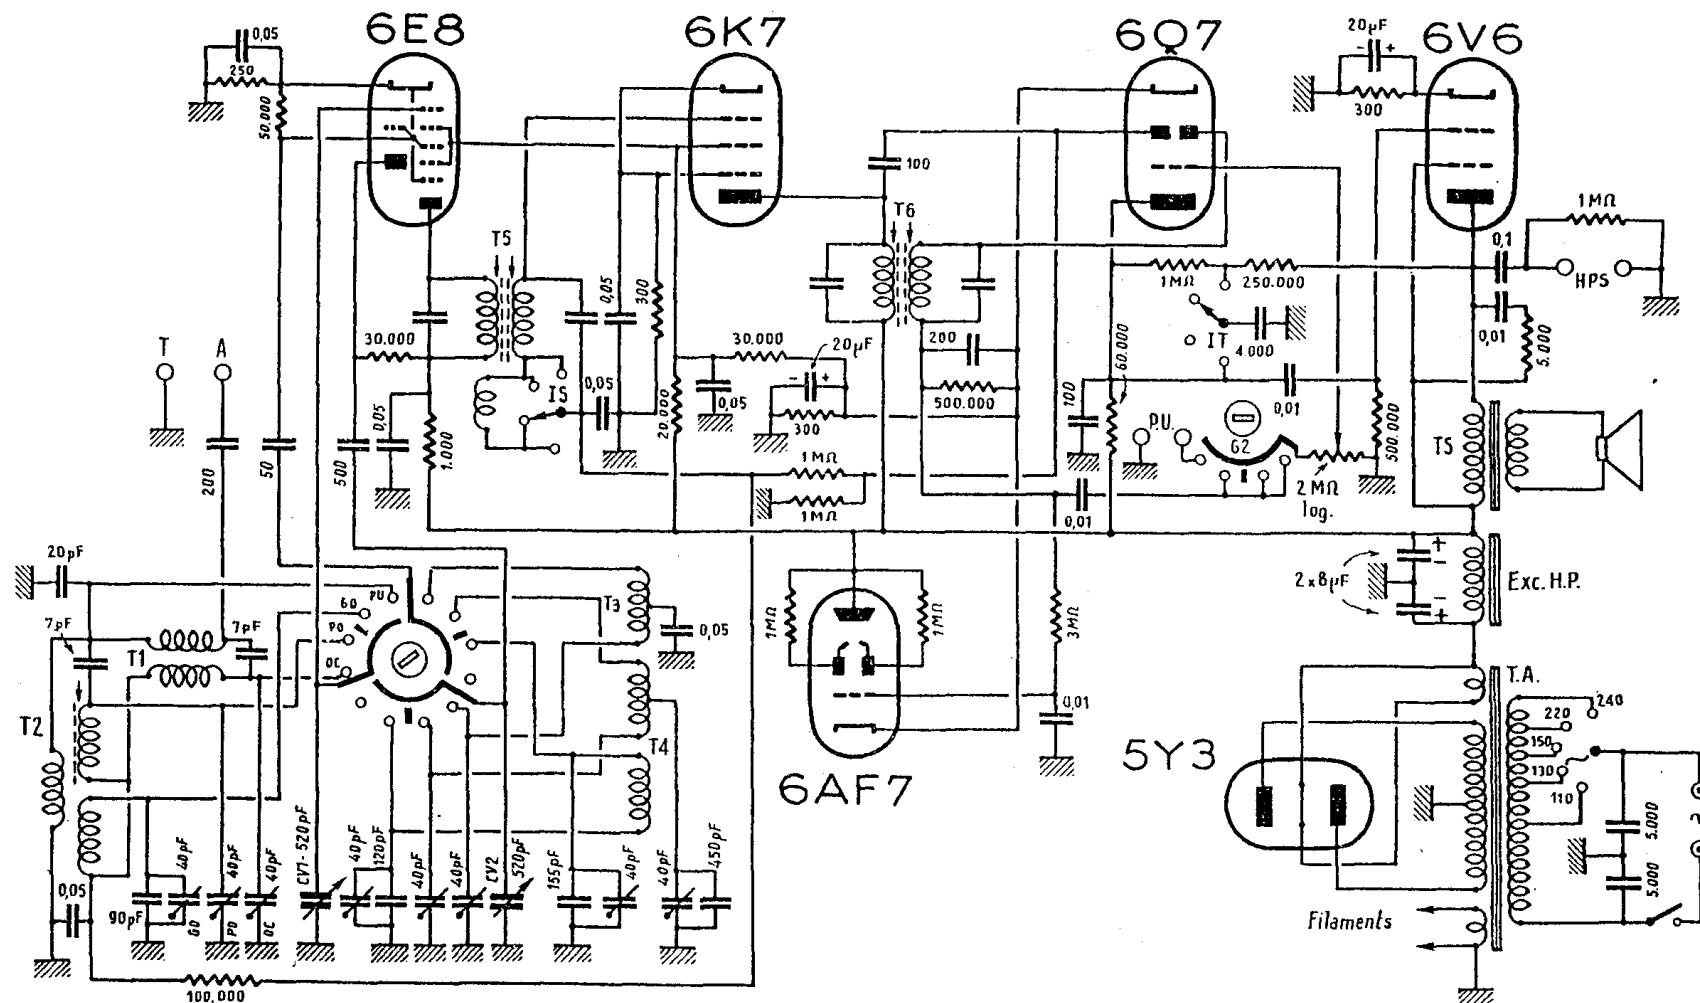 6E8
6K7
6Q7
6V6
0,05
250
50.000
20µF
- +
300
100
1MΩ
0,1
HPS
T5
T6
0,05
300
1MΩ
250.000
0,01
5.000
30.000
30.000
20µF
- +
200
IT
4.000
60.000
T
A
0,05
IS
0,05
20.000
0,05
300
500.000
100
0,01
P.U.
G2
500.000
TS
200
50
500
1.000
1MΩ
1MΩ
0,01
2 MΩ
log.
20pF
7pF
7pF
T1
PU
GO
PO
OC
T3
0,05
1MΩ
1MΩ
3MΩ
2x8µF
+
-
-
+
Exc. H.P.
T2
T4
0,01
6AF7
5Y3
T.A.
240
220
150
130
110
5.000
5.000
0,05
90pF
40pF
GO
40pF
PO
40pF
OC
CV1-520pF
40pF
120pF
40pF
40pF
CV2
520pF
155pF
40pF
40pF
450pF
Filaments
100.000